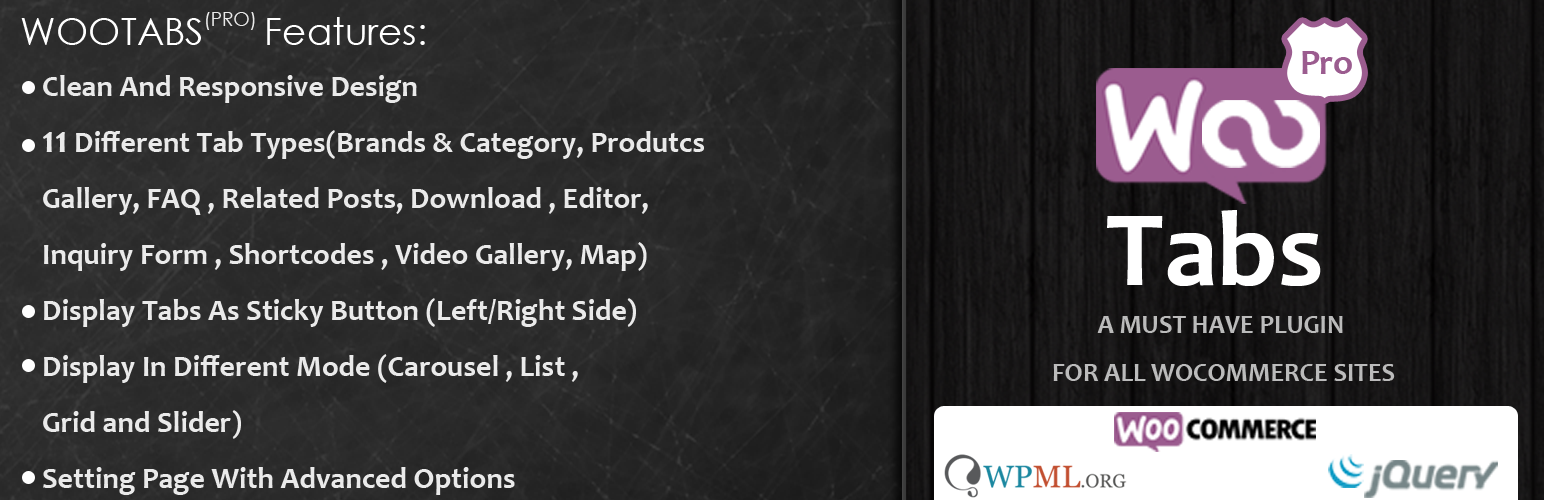 WOOTABS(PRO) Features:
• Clean And Responsive Design
• 11 Different Tab Types(Brands & Category, Produtcs
Gallery, FAQ , Related Posts, Download , Editor,
Inquiry Form , Shortcodes , Video Gallery, Map)
• Display Tabs As Sticky Button (Left/Right Side)
• Display In Different Mode (Carousel , List ,
Grid and Slider)
• Setting Page With Advanced Options
Pro
Woo
Tabs
A MUST HAVE PLUGIN
FOR ALL WOCOMMERCE SITES
WOO COMMERCE
WPML.ORG
jQuery